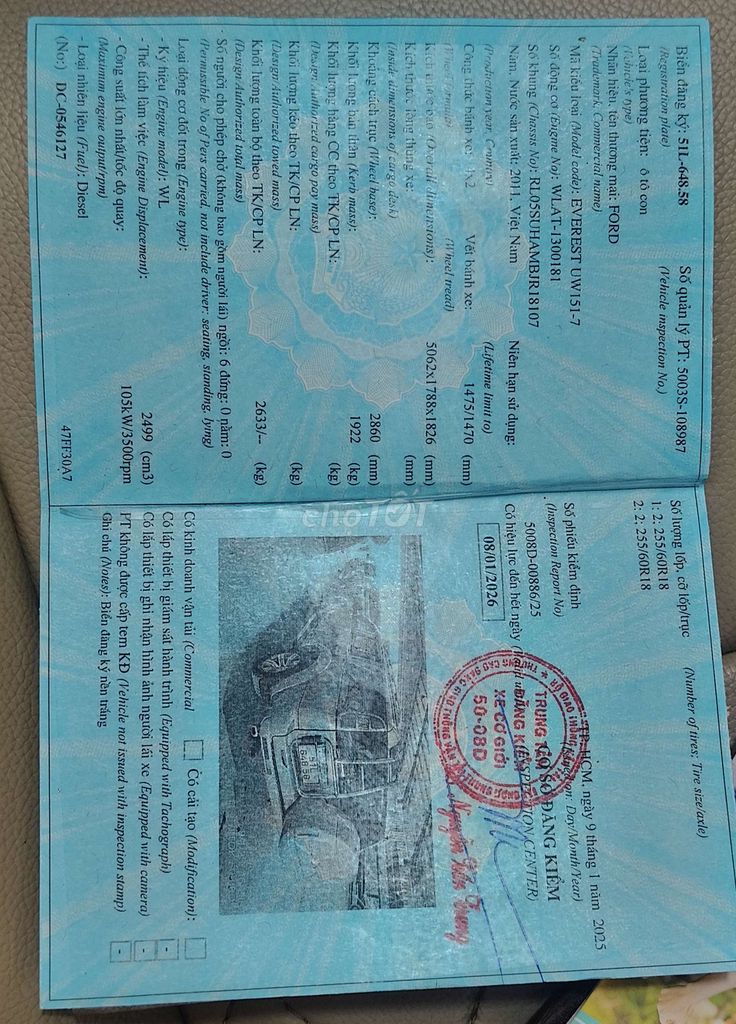 Biển đăng ký: 51L-648.58 Số quản lý PT: 5003S-108987
(Registration plate) (Vehicle inspection No.)
Loại phương tiện: ô tô con
(Vehicle's type)
Nhãn hiệu, tên thương mại: FORD
(Trademark, Commercial name)
Mã kiểu loại (Model code): EVEREST UW151-7
Số động cơ (Engine No): WLAT-1300181
Số khung (Chassis No): RL05SUHAMBJR18107
Năm, Nước sản xuất: 2011, Việt Nam Niên hạn sử dụng:
(Production year, Country) (Lifetime limit to)
Công thức bánh xe: 4x2 Vết bánh xe: 1475/1470 (mm)
(Wheel Formula) (Wheel tread)
Kích thước bao (Overall dimensions): 5062x1788x1826 (mm)
Kích thước lòng thùng xe: (mm)
(Inside dimensions of cargo desk)
Khoảng cách trục (Wheel base): 2860 (mm)
Khối lượng bản thân (Kerb mass): 1922 (kg)
Khối lượng hàng CC theo TK/CP LN: (kg)
(Design/Authorized cargo pay mass)
Khối lượng kéo theo TK/CP LN: (kg)
(Design/Authorized towed mass)
Khối lượng toàn bộ theo TK/CP LN: 2633/-- (kg)
(Design/Authorized total mass)
Số người cho phép chở (không bao gồm người lái) ngồi: 6 đứng: 0 nằm: 0
(Permissible No of Pers carried, not include driver: seating, standing, lying)
Loại động cơ đốt trong (Engine type):
- Ký hiệu (Engine model): WL
- Thể tích làm việc (Engine Displacement): 2499 (cm3)
- Công suất lớn nhất/tốc độ quay: 105kW/3500rpm
(Maximum engine output/rpm)
- Loại nhiên liệu (Fuel): Diesel
(No:) DC-0546127 47FF30A7
Số lượng lốp, cỡ lốp/trục (Number of tires; Tire size/axle)
1: 2: 255/60R18
2: 2: 255/60R18
TP. HCM, ngày 9 tháng 1 năm 2025
Số phiếu kiểm định (Issued on: Day/Month/Year)
(Inspection Report No) CƠ SỞ ĐĂNG KIỂM
5008D-00886/25 (INSPECTION CENTER)
Có hiệu lực đến hết ngày
08/01/2026
TRUNG TÂM
ĐĂNG KIỂM
XE CƠ GIỚI
50-08D
choTỐT
Có kinh doanh vận tải (Commercial Có cải tạo (Modification):
Có lắp thiết bị giám sát hành trình (Equipped with Tachograph) -
Có lắp thiết bị ghi nhận hình ảnh người lái xe (Equipped with camera) -
PT không được cấp tem KĐ (Vehicle not issued with inspection stamp) -
Ghi chú (Notes): Biển đăng ký nền trắng